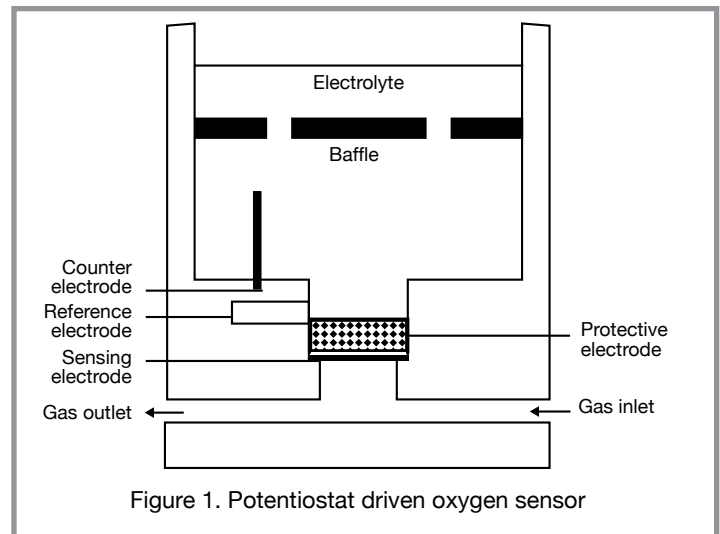 Electrolyte
Baffle
Counter
electrode
Reference
electrode
Sensing
electrode
Protective
electrode
Gas outlet
Gas inlet
Figure 1. Potentiostat driven oxygen sensor